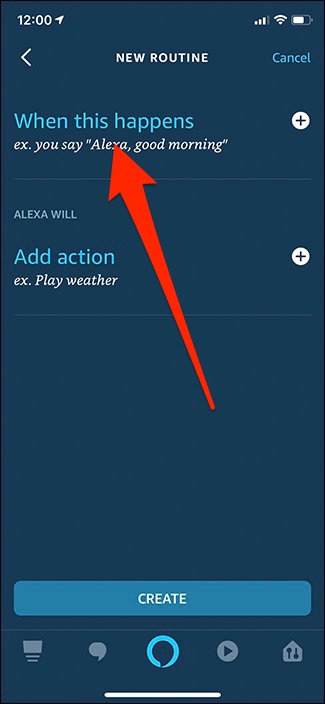 12:00
NEW ROUTINE
Cancel
When this happens
ex. you say "Alexa, good morning"
ALEXA WILL
Add action
ex. Play weather
CREATE